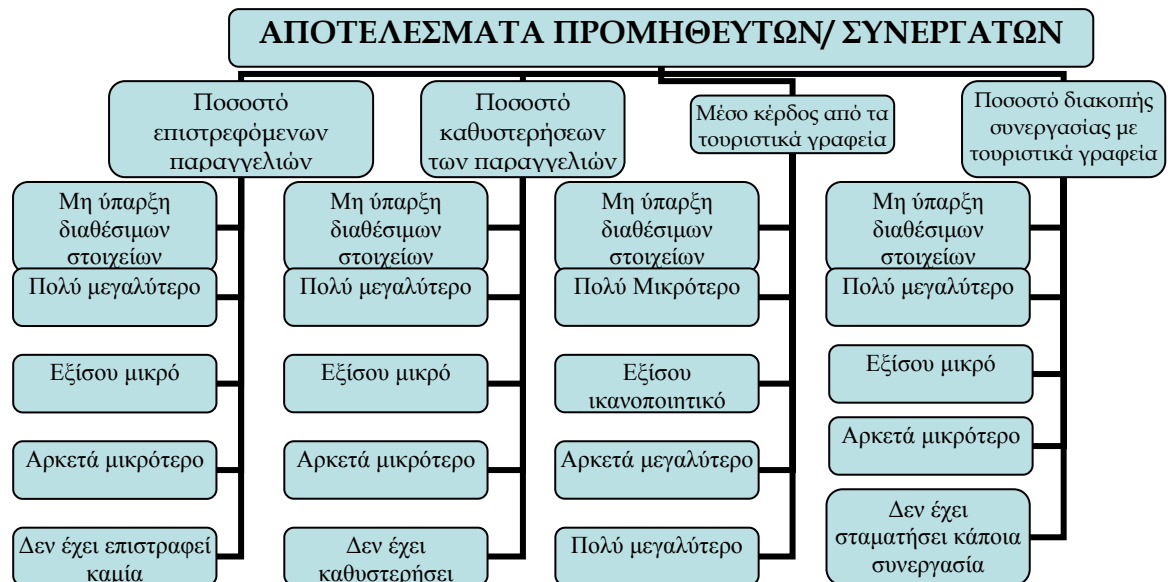 ΑΠΟΤΕΛΕΣΜΑΤΑ ΠΡΟΜΗΘΕΥΤΩΝ/ ΣΥΝΕΡΓΑΤΩΝ
Ποσοστό
επιστρεφόμενων
παραγγελιών
Μη ύπαρξη
διαθέσιμων
στοιχείων
Πολύ μεγαλύτερο
Εξίσου μικρό
Αρκετά μικρότερο
Δεν έχει επιστραφεί
καμία
Ποσοστό
καθυστερήσεων
των παραγγελιών
Μη ύπαρξη
διαθέσιμων
στοιχείων
Πολύ μεγαλύτερο
Εξίσου μικρό
Αρκετά μικρότερο
Δεν έχει
καθυστερήσει
Μέσο κέρδος από τα
τουριστικά γραφεία
Μη ύπαρξη
διαθέσιμων
στοιχείων
Πολύ Μικρότερο
Εξίσου
ικανοποιητικό
Αρκετά μεγαλύτερο
Πολύ μεγαλύτερο
Ποσοστό διακοπής
συνεργασίας με
τουριστικά γραφεία
Μη ύπαρξη
διαθέσιμων
στοιχείων
Πολύ μεγαλύτερο
Εξίσου μικρό
Αρκετά μικρότερο
Δεν έχει
σταματήσει κάποια
συνεργασία